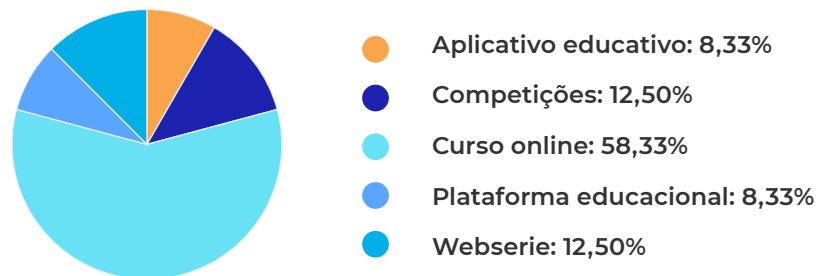 Aplicativo educativo: 8,33%
Competições: 12,50%
Curso online: 58,33%
Plataforma educacional: 8,33%
Webserie: 12,50%